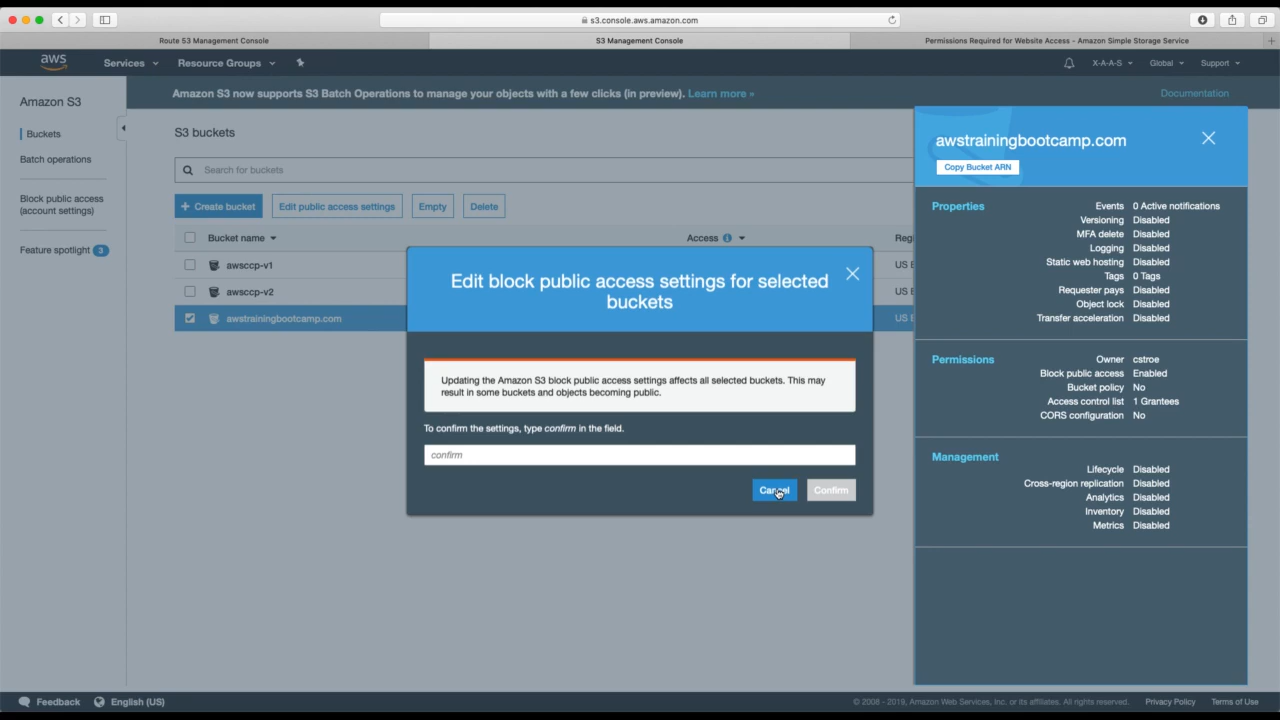 s3.console.aws.amazon.com
Route 53 Management Console
S3 Management Console
Permissions Required for Website Access - Amazon Simple Storage Service
aws
Services
Resource Groups
X-A-A-S
Global
Support
Amazon S3
Buckets
Batch operations
Block public access
(account settings)
Feature spotlight 3
Amazon S3 now supports S3 Batch Operations to manage your objects with a few clicks (in preview). Learn more »
Documentation
S3 buckets
Search for buckets
+ Create bucket
Edit public access settings
Empty
Delete
Bucket name
Access
Reg
awsccp-v1
US E
awsccp-v2
US E
awstrainingbootcamp.com
US E
Edit block public access settings for selected
buckets
Updating the Amazon S3 block public access settings affects all selected buckets. This may
result in some buckets and objects becoming public.
To confirm the settings, type confirm in the field.
confirm
Cancel
Confirm
awstrainingbootcamp.com
Copy Bucket ARN
Properties
Events 0 Active notifications
Versioning Disabled
MFA delete Disabled
Logging Disabled
Static web hosting Disabled
Tags 0 Tags
Requester pays Disabled
Object lock Disabled
Transfer acceleration Disabled
Permissions
Owner cstroe
Block public access Enabled
Bucket policy No
Access control list 1 Grantees
CORS configuration No
Management
Lifecycle Disabled
Cross-region replication Disabled
Analytics Disabled
Inventory Disabled
Metrics Disabled
Feedback
English (US)
© 2008 - 2019, Amazon Web Services, Inc. or its affiliates. All rights reserved.
Privacy Policy
Terms of Use